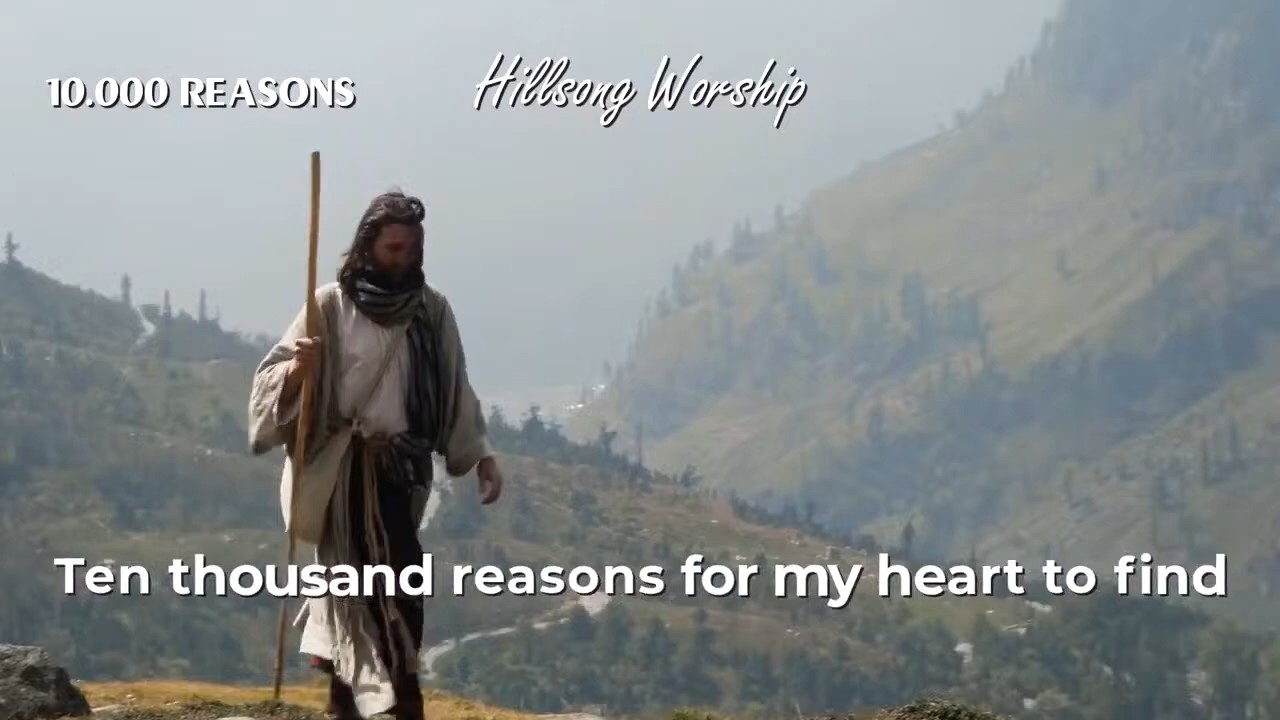 10.000 REASONS
Hillsong Worship
Ten thousand reasons for my heart to find